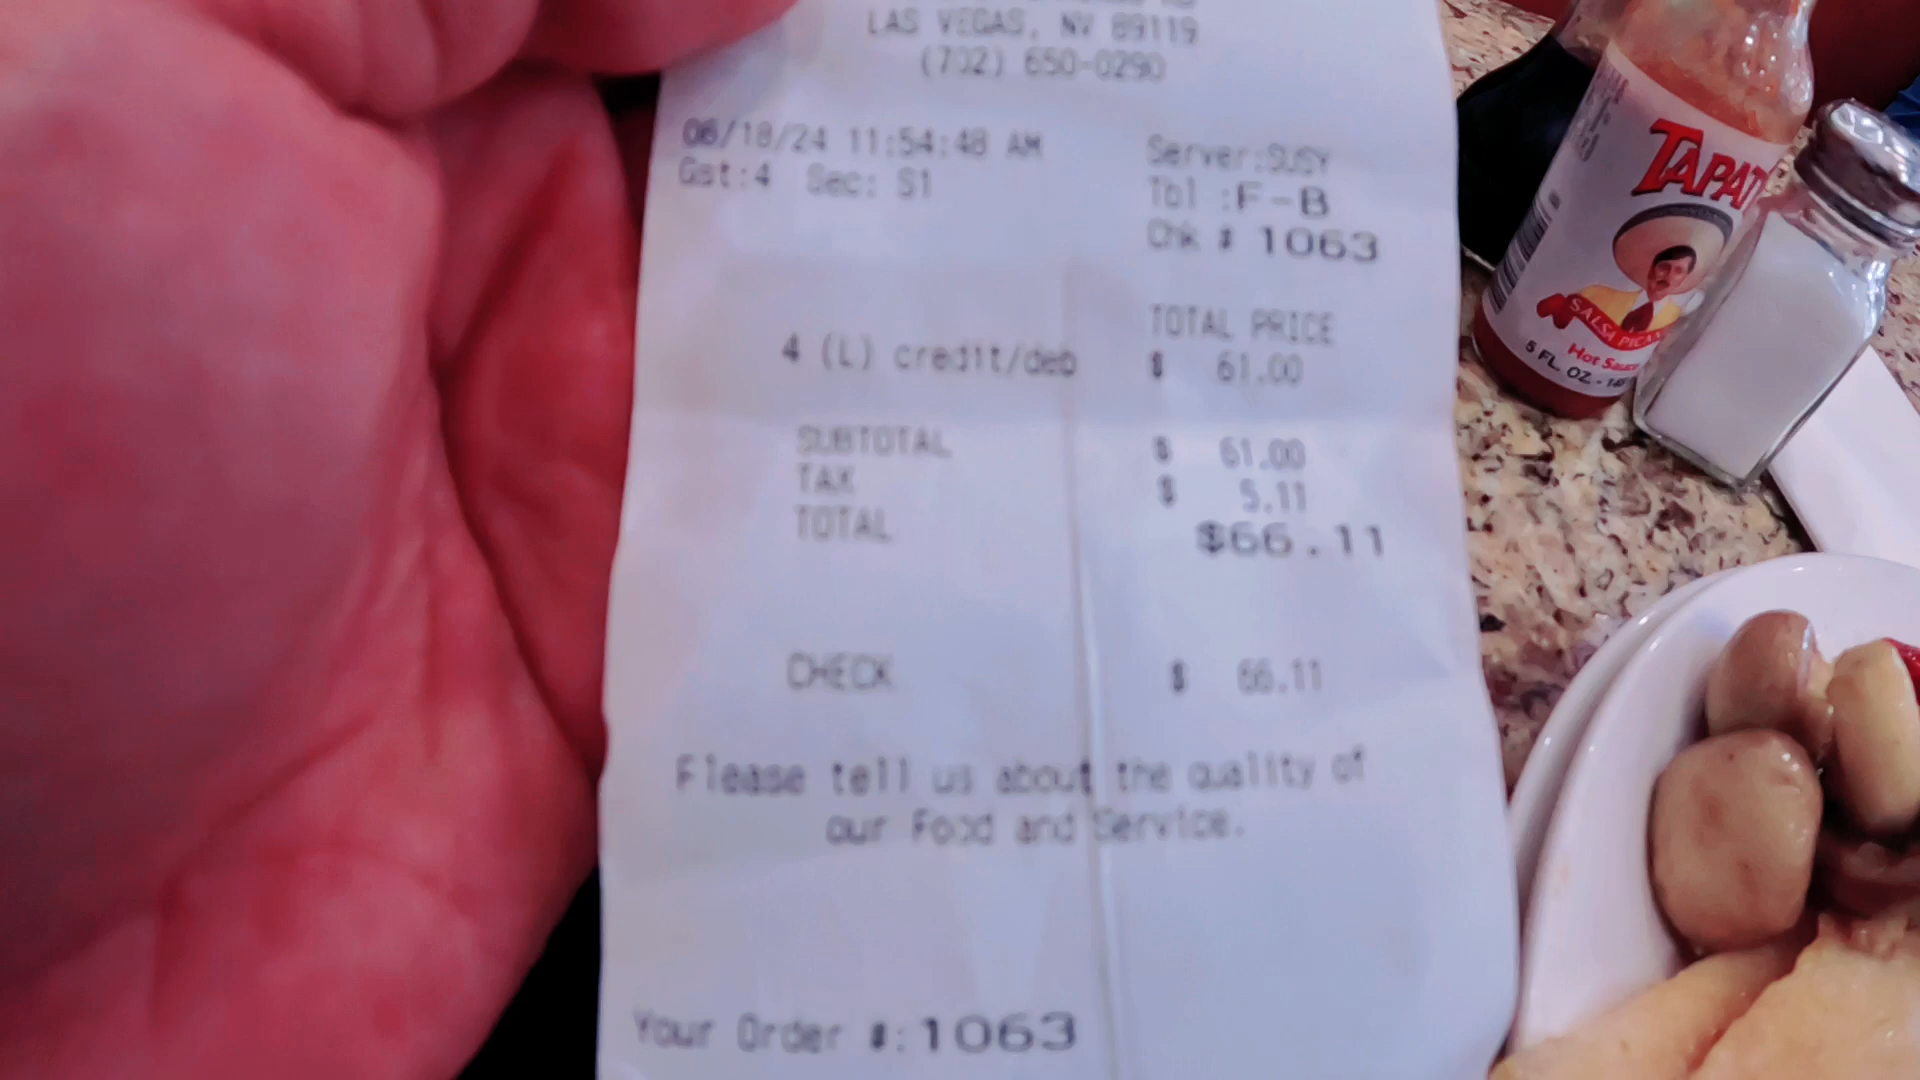 LAS VEGAS, NV 89119
(702) 650-0290
06/18/24 11:54:48 AM
Server:SUSY
Gst:4 Sec: S1
Tbl :F-B
Chk # 1063
TOTAL PRICE
4 (L) credit/deb $ 61.00
SUBTOTAL $ 61.00
TAX $ 5.11
TOTAL $66.11
CHECK $ 66.11
Please tell us about the quality of
our Food and Service.
Your Order #:1063
TAPAT
SALSA PICAN
Hot Sauce
5 FL. OZ.